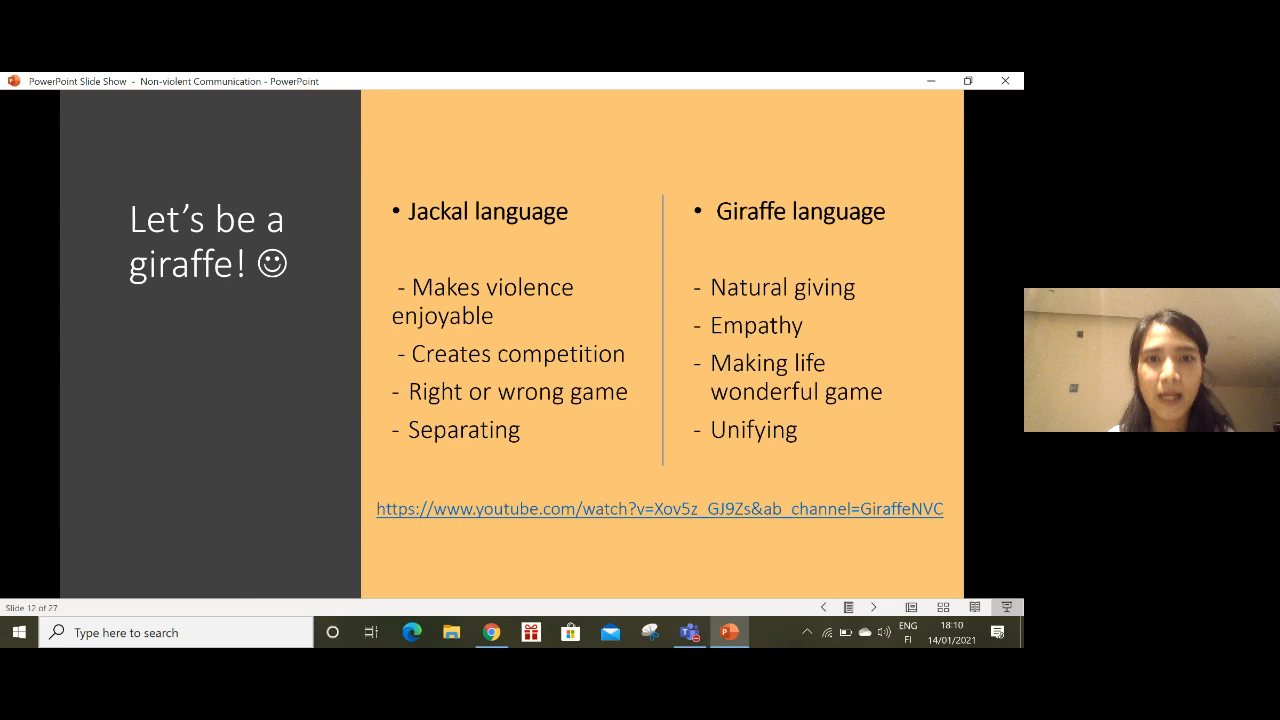 PowerPoint Slide Show - Non-violent Communication - PowerPoint
Let's be a
giraffe! ☺
• Jackal language
- Makes violence
enjoyable
- Creates competition
- Right or wrong game
- Separating
• Giraffe language
- Natural giving
- Empathy
- Making life
wonderful game
- Unifying
https://www.youtube.com/watch?v=Xov5z_GJ9Zs&ab_channel=GiraffeNVC
Slide 12 of 27
Type here to search
ENG
FI
18:10
14/01/2021